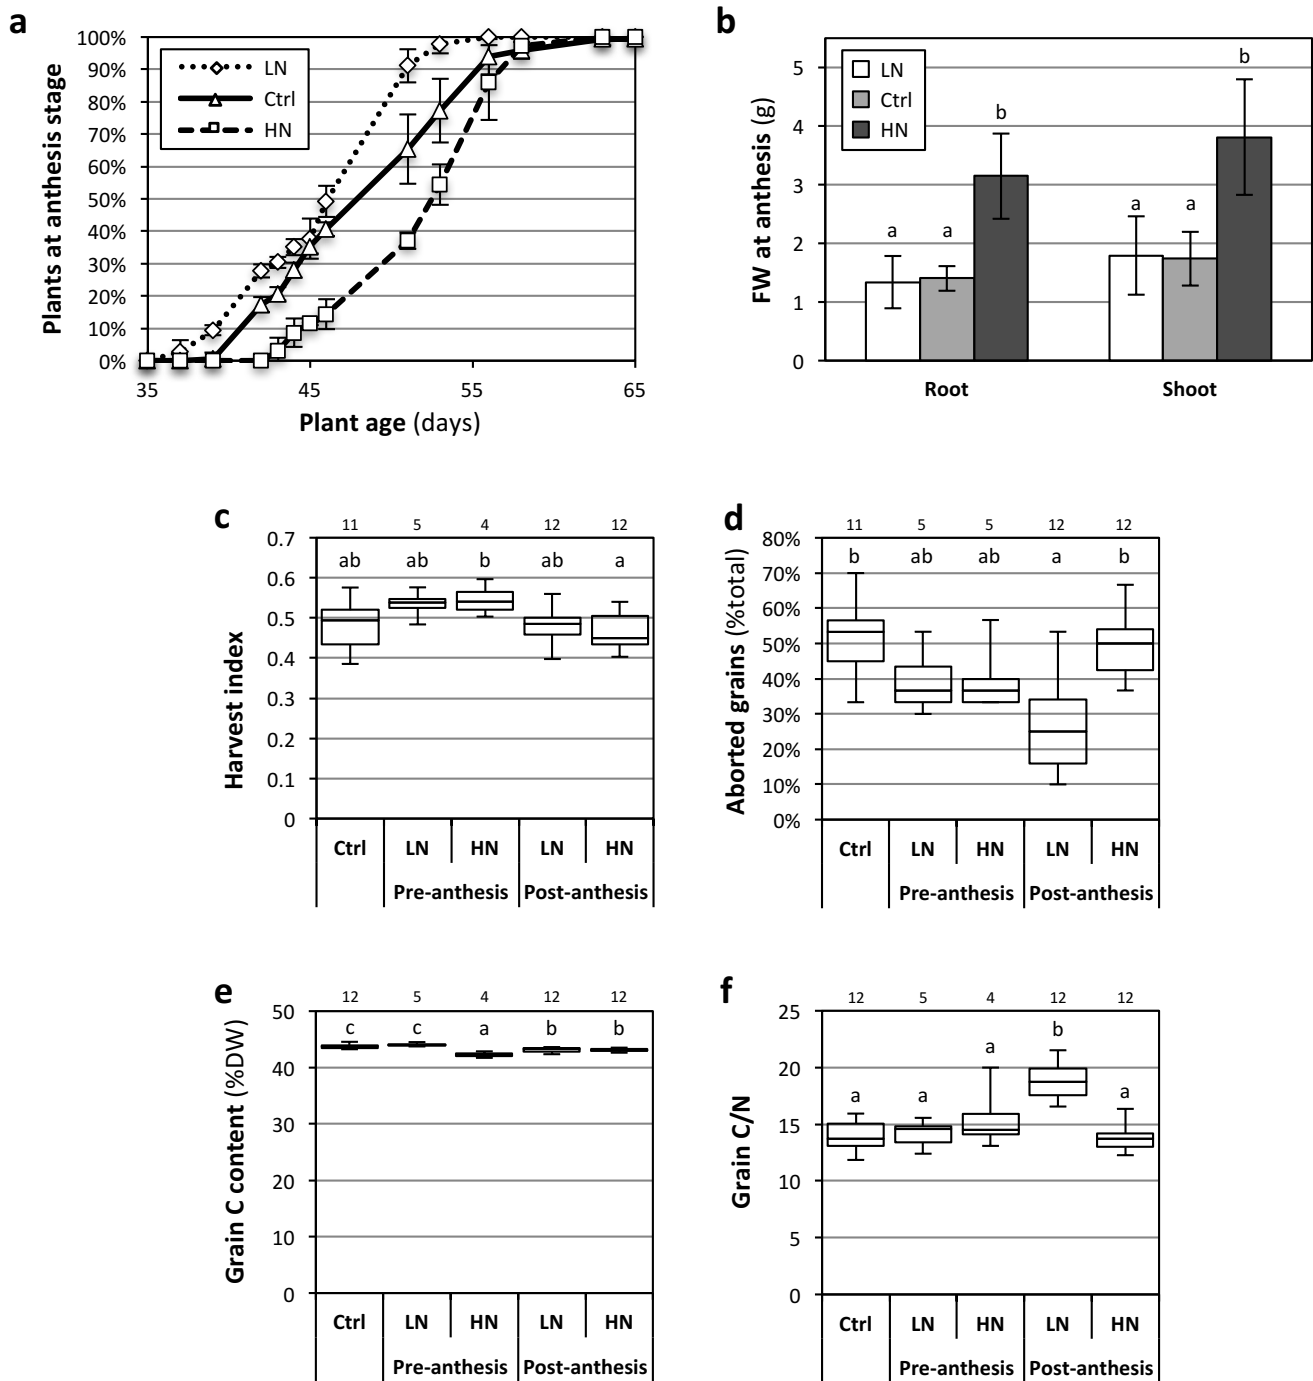 a
100%
90%
80%
70%
60%
50%
40%
30%
20%
10%
0%
Plants at anthesis stage
LN
Ctrl
HN
35 45 55 65
Plant age (days)
b
5
4
3
2
1
0
FW at anthesis (g)
LN
Ctrl
HN
a a b
a a b
Root Shoot
c
11 5 4 12 12
0.7
0.6
0.5
0.4
0.3
0.2
0.1
0
Harvest index
ab ab b ab a
Ctrl LN HN LN HN
Pre-anthesis Post-anthesis
d
11 5 5 12 12
80%
70%
60%
50%
40%
30%
20%
10%
0%
Aborted grains (%total)
b ab ab a b
Ctrl LN HN LN HN
Pre-anthesis Post-anthesis
e
12 5 4 12 12
50
40
30
20
10
0
Grain C content (%DW)
c c a b b
Ctrl LN HN LN HN
Pre-anthesis Post-anthesis
f
12 5 4 12 12
25
20
15
10
5
0
Grain C/N
a a a b a
Ctrl LN HN LN HN
Pre-anthesis Post-anthesis